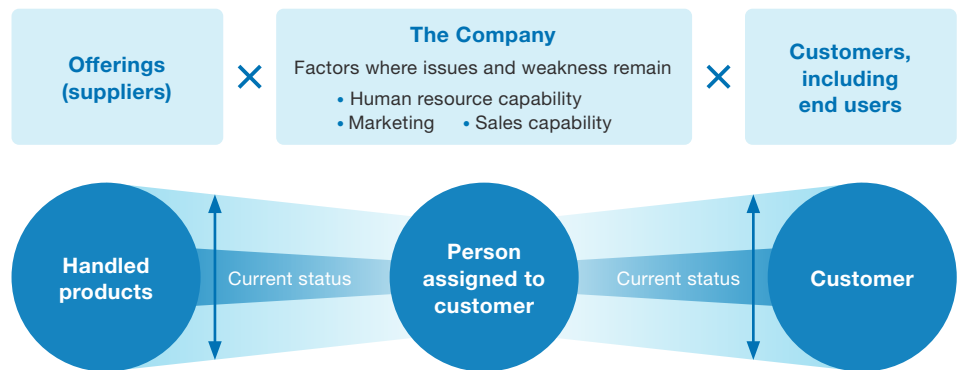 Offerings
(suppliers)
×
The Company
Factors where issues and weakness remain
• Human resource capability
• Marketing • Sales capability
×
Customers,
including
end users
Handled
products
Current status
Person
assigned to
customer
Current status
Customer